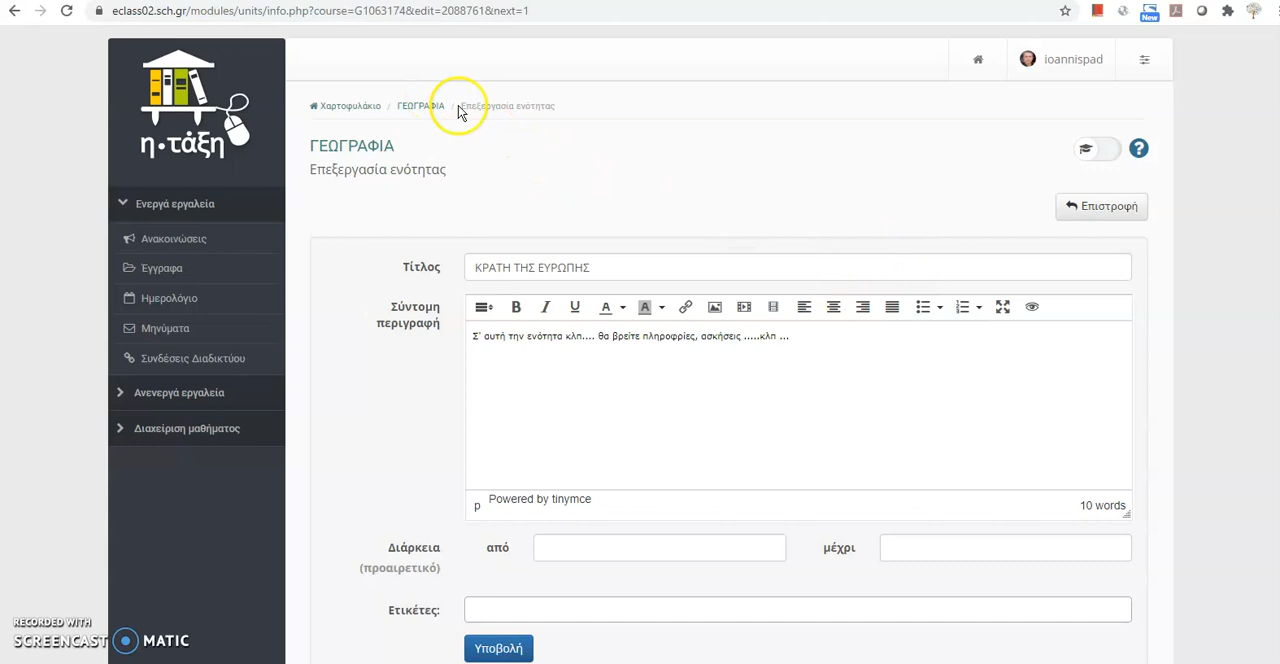 eclass02.sch.gr/modules/units/info.php?course=G1063174&edit=2088761&next=1
New
η·τάξη
ioannispad
Χαρτοφυλάκιο / ΓΕΩΓΡΑΦΙΑ / Επεξεργασία ενότητας
ΓΕΩΓΡΑΦΙΑ
Επεξεργασία ενότητας
Επιστροφή
Ενεργά εργαλεία
Ανακοινώσεις
Έγγραφα
Ημερολόγιο
Μηνύματα
Συνδέσεις Διαδικτύου
Ανενεργά εργαλεία
Διαχείριση μαθήματος
Τίτλος
ΚΡΑΤΗ ΤΗΣ ΕΥΡΩΠΗΣ
Σύντομη
περιγραφή
Σ' αυτή την ενότητα κλπ.... θα βρείτε πληροφρίες, ασκήσεις .....κλπ ...
p Powered by tinymce 10 words
Διάρκεια από μέχρι
(προαιρετικό)
Ετικέτες:
Υποβολή
RECORDED WITH
SCREENCAST MATIC